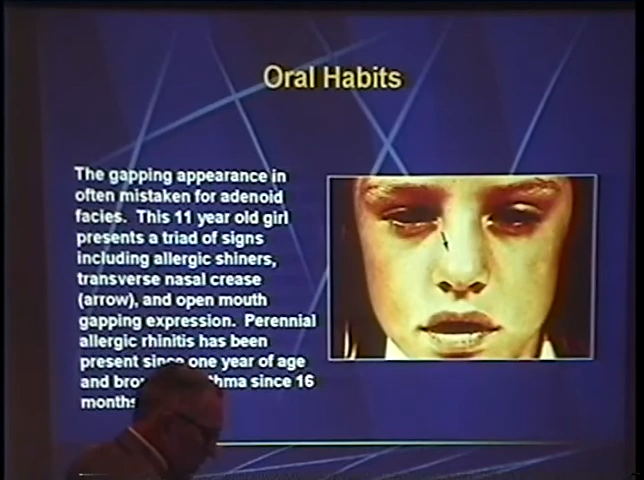 Oral Habits
The gapping appearance in
often mistaken for adenoid
facies. This 11 year old girl
presents a triad of signs
including allergic shiners,
transverse nasal crease
(arrow), and open mouth
gapping expression. Perennial
allergic rhinitis has been
present since one year of age
and since 16
months